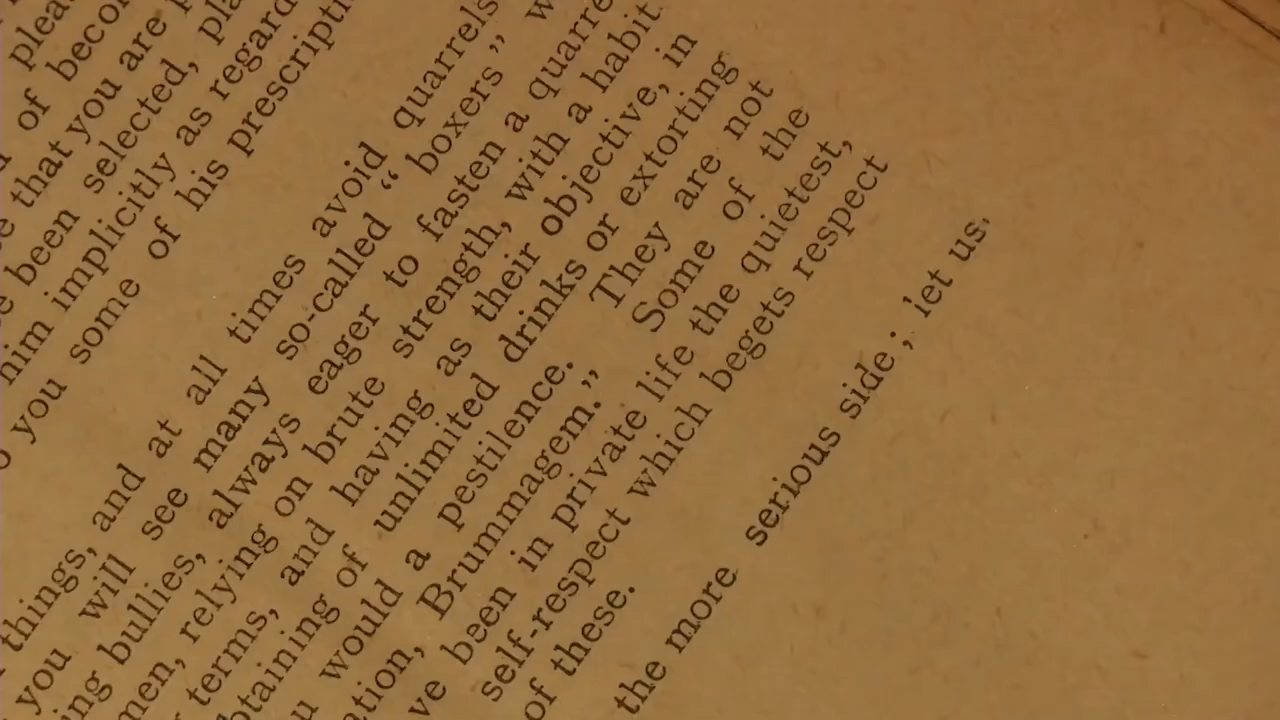 pleas
of becom
that you are p
been selected, pla
him implicitly as regard
you some of his prescripti
things, and at all times avoid quarrels
you will see many so-called “ boxers ” w
ing bullies, always eager to fasten a quarre
men, relying on brute strength, with a habit
terms, and having as their objective, in
btaining of unlimited drinks or extorting
u would a pestilence. They are not
ation, Brummagem.” Some of the
ve been in private life the quietest,
self-respect which begets respect
of these.
the more serious side ; let us